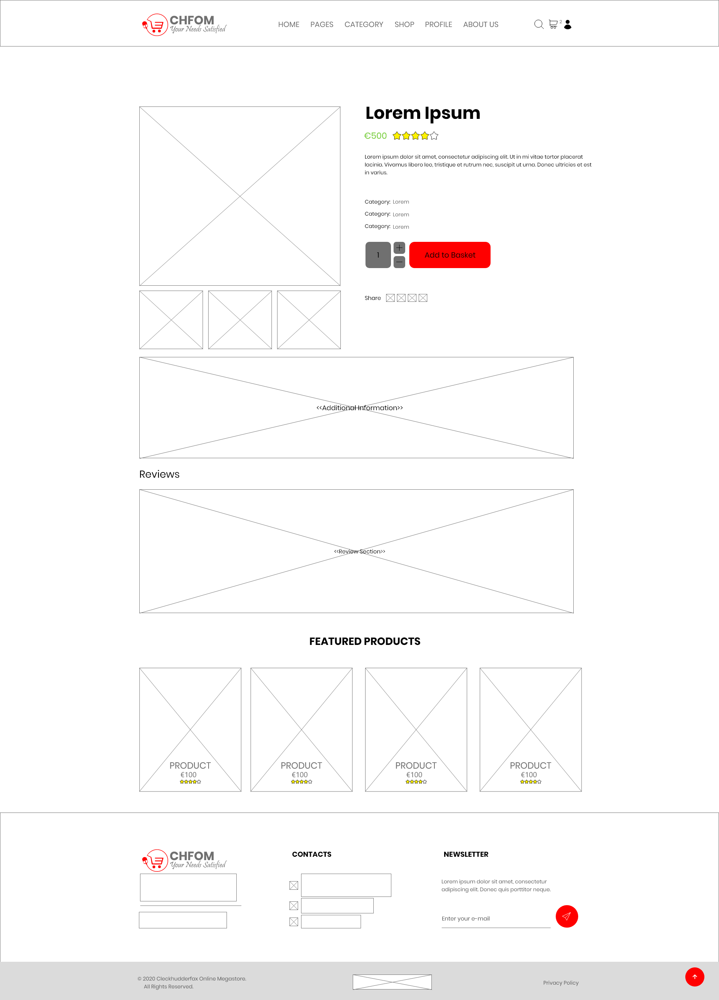 CHFOM
Your Needs Satisfied
HOME PAGES CATEGORY SHOP PROFILE ABOUT US
2
Lorem Ipsum
€500
Lorem ipsum dolor sit amet, consectetur adipiscing elit. Ut in mi vitae tortor placerat
lacinia. Vivamus libero leo, tristique et rutrum nec, suscipit ut urna. Donec ultricies et est
in varius.
Category: Lorem
Category: Lorem
Category: Lorem
1
Add to Basket
Share
<<Additional Information>>
Reviews
<<Review Section>>
FEATURED PRODUCTS
PRODUCT PRODUCT PRODUCT PRODUCT
€100 €100 €100 €100
CHFOM
Your Needs Satisfied
CONTACTS
NEWSLETTER
Lorem ipsum dolor sit amet, consectetur
adipiscing elit. Donec quis porttitor neque.
Enter your e-mail
© 2020 Cleckhudderfax Online Megastore.
All Rights Reserved.
Privacy Policy